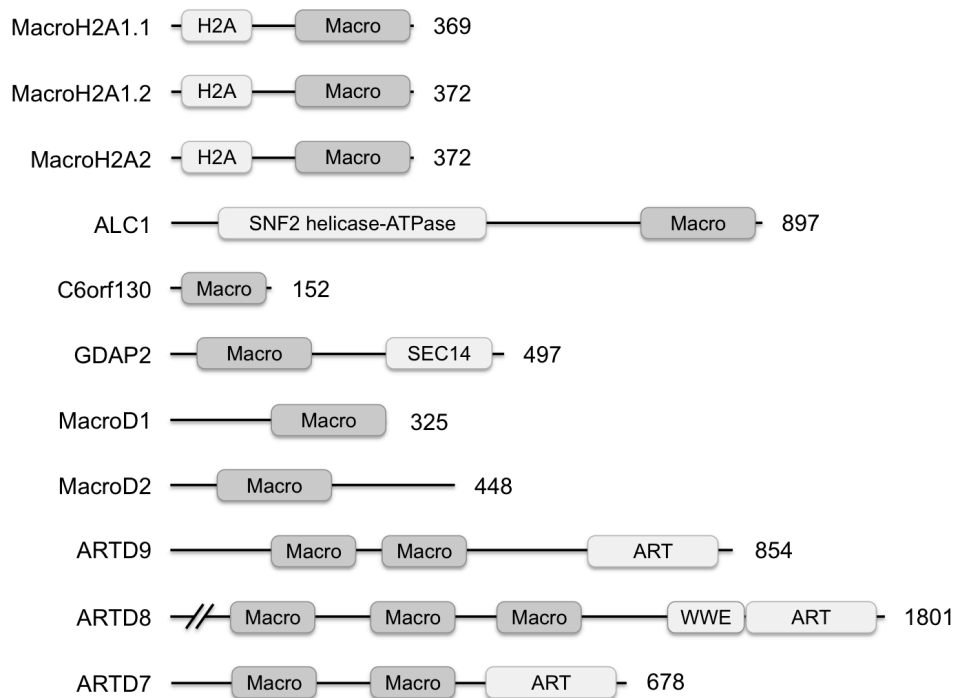 MacroH2A1.1 H2A Macro 369
MacroH2A1.2 H2A Macro 372
MacroH2A2 H2A Macro 372
ALC1 SNF2 helicase-ATPase Macro 897
C6orf130 Macro 152
GDAP2 Macro SEC14 497
MacroD1 Macro 325
MacroD2 Macro 448
ARTD9 Macro Macro ART 854
ARTD8 Macro Macro Macro WWE ART 1801
ARTD7 Macro Macro ART 678